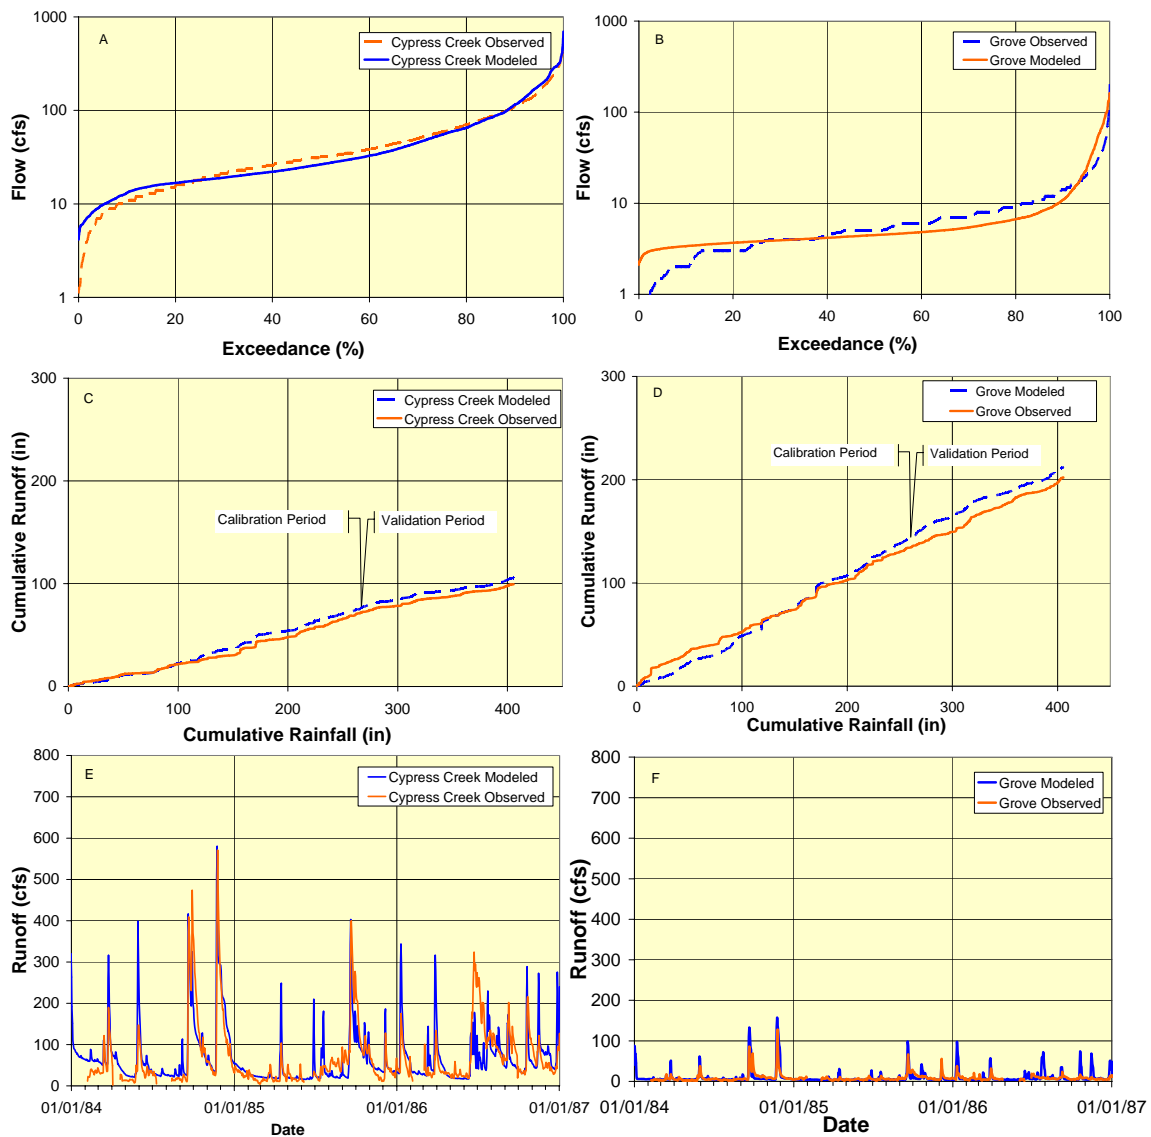 A
Cypress Creek Observed
Cypress Creek Modeled
1000
100
10
1
Flow (cfs)
0 20 40 60 80 100
Exceedance (%)
B
Grove Observed
Grove Modeled
1000
100
10
1
Flow (cfs)
0 20 40 60 80 100
Exceedance (%)
C
Cypress Creek Modeled
Cypress Creek Observed
300
200
100
0
Cumulative Runoff (in)
Calibration Period
Validation Period
0 100 200 300 400
Cumulative Rainfall (in)
D
Grove Modeled
Grove Observed
300
200
100
0
Cumulative Runoff (in)
Calibration Period
Validation Period
0 100 200 300 400
Cumulative Rainfall (in)
E
Cypress Creek Modeled
Cypress Creek Observed
800
700
600
500
400
300
200
100
0
Runoff (cfs)
01/01/84 01/01/85 01/01/86 01/01/87
Date
F
Grove Modeled
Grove Observed
800
700
600
500
400
300
200
100
0
Runoff (cfs)
01/01/84 01/01/85 01/01/86 01/01/87
Date